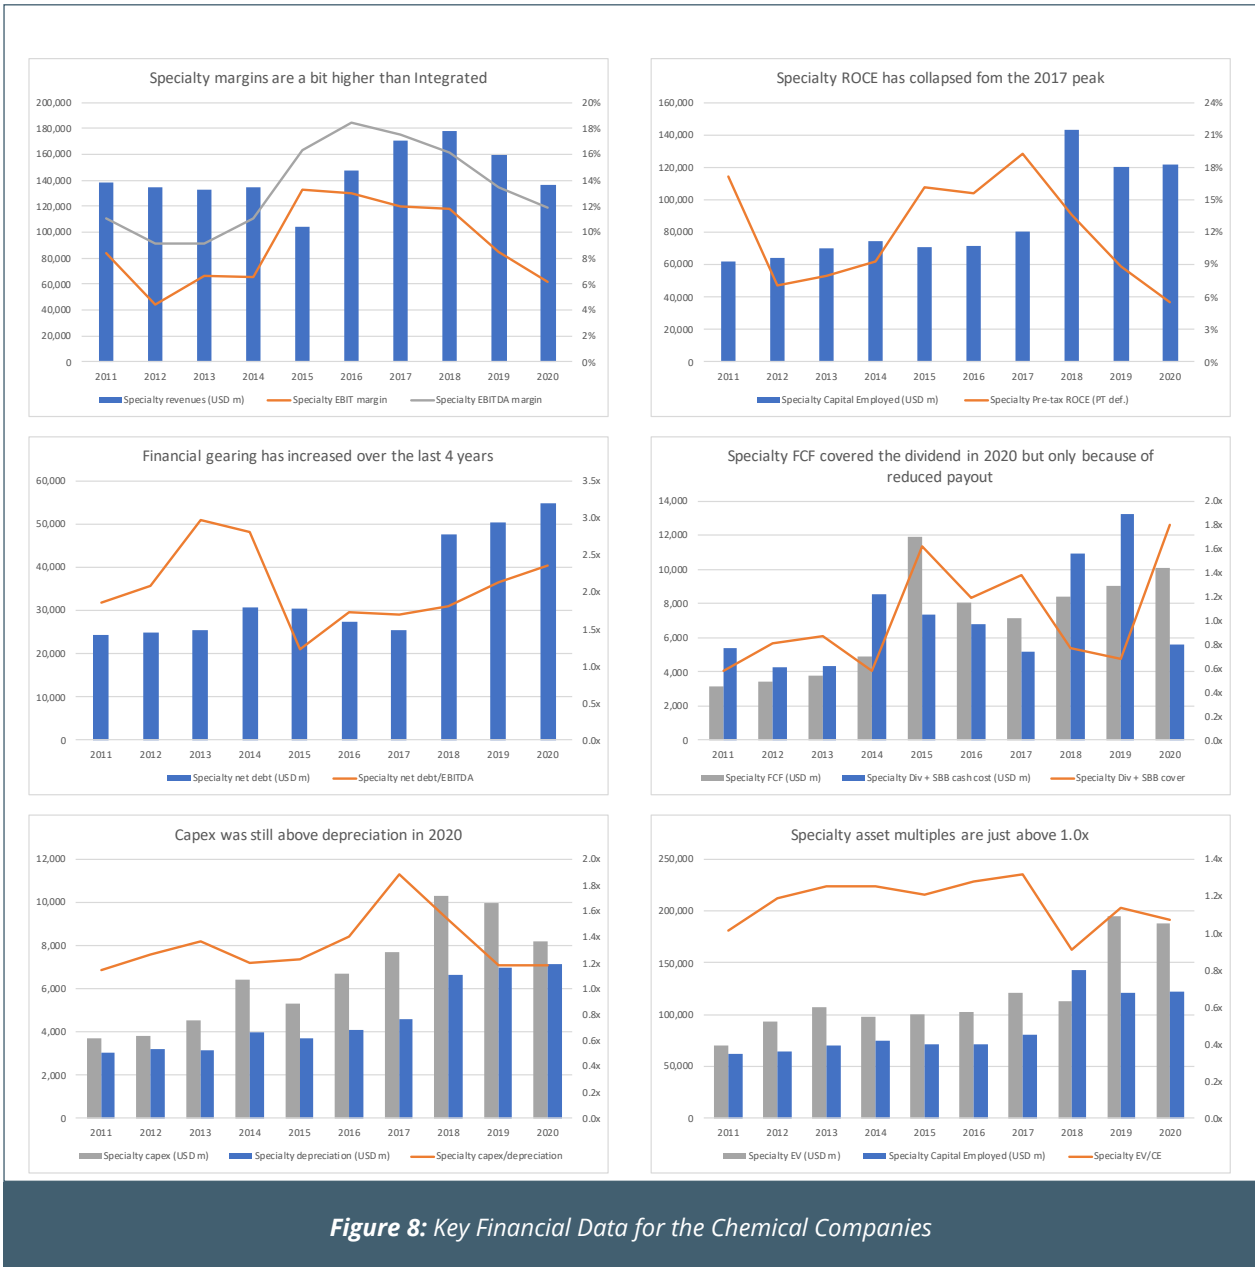 Specialty margins are a bit higher than Integrated
200,000
180,000
160,000
140,000
120,000
100,000
80,000
60,000
40,000
20,000
0
20%
18%
16%
14%
12%
10%
8%
6%
4%
2%
0%
2011 2012 2013 2014 2015 2016 2017 2018 2019 2020
Specialty revenues (USD m) Specialty EBIT margin Specialty EBITDA margin
Specialty ROCE has collapsed fom the 2017 peak
160,000
140,000
120,000
100,000
80,000
60,000
40,000
20,000
0
24%
21%
18%
15%
12%
9%
6%
3%
0%
2011 2012 2013 2014 2015 2016 2017 2018 2019 2020
Specialty Capital Employed (USD m) Specialty Pre-tax ROCE (PT def.)
Financial gearing has increased over the last 4 years
60,000
50,000
40,000
30,000
20,000
10,000
0
3.5x
3.0x
2.5x
2.0x
1.5x
1.0x
0.5x
0.0x
2011 2012 2013 2014 2015 2016 2017 2018 2019 2020
Specialty net debt (USD m) Specialty net debt/EBITDA
Specialty FCF covered the dividend in 2020 but only because of
reduced payout
14,000
12,000
10,000
8,000
6,000
4,000
2,000
0
2.0x
1.8x
1.6x
1.4x
1.2x
1.0x
0.8x
0.6x
0.4x
0.2x
0.0x
2011 2012 2013 2014 2015 2016 2017 2018 2019 2020
Specialty FCF (USD m) Specialty Div + SBB cash cost (USD m) Specialty Div + SBB cover
Capex was still above depreciation in 2020
12,000
10,000
8,000
6,000
4,000
2,000
0
2.0x
1.8x
1.6x
1.4x
1.2x
1.0x
0.8x
0.6x
0.4x
0.2x
0.0x
2011 2012 2013 2014 2015 2016 2017 2018 2019 2020
Specialty capex (USD m) Specialty depreciation (USD m) Specialty capex/depreciation
Specialty asset multiples are just above 1.0x
250,000
200,000
150,000
100,000
50,000
0
1.4x
1.2x
1.0x
0.8x
0.6x
0.4x
0.2x
0.0x
2011 2012 2013 2014 2015 2016 2017 2018 2019 2020
Specialty EV (USD m) Specialty Capital Employed (USD m) Specialty EV/CE
Figure 8: Key Financial Data for the Chemical Companies